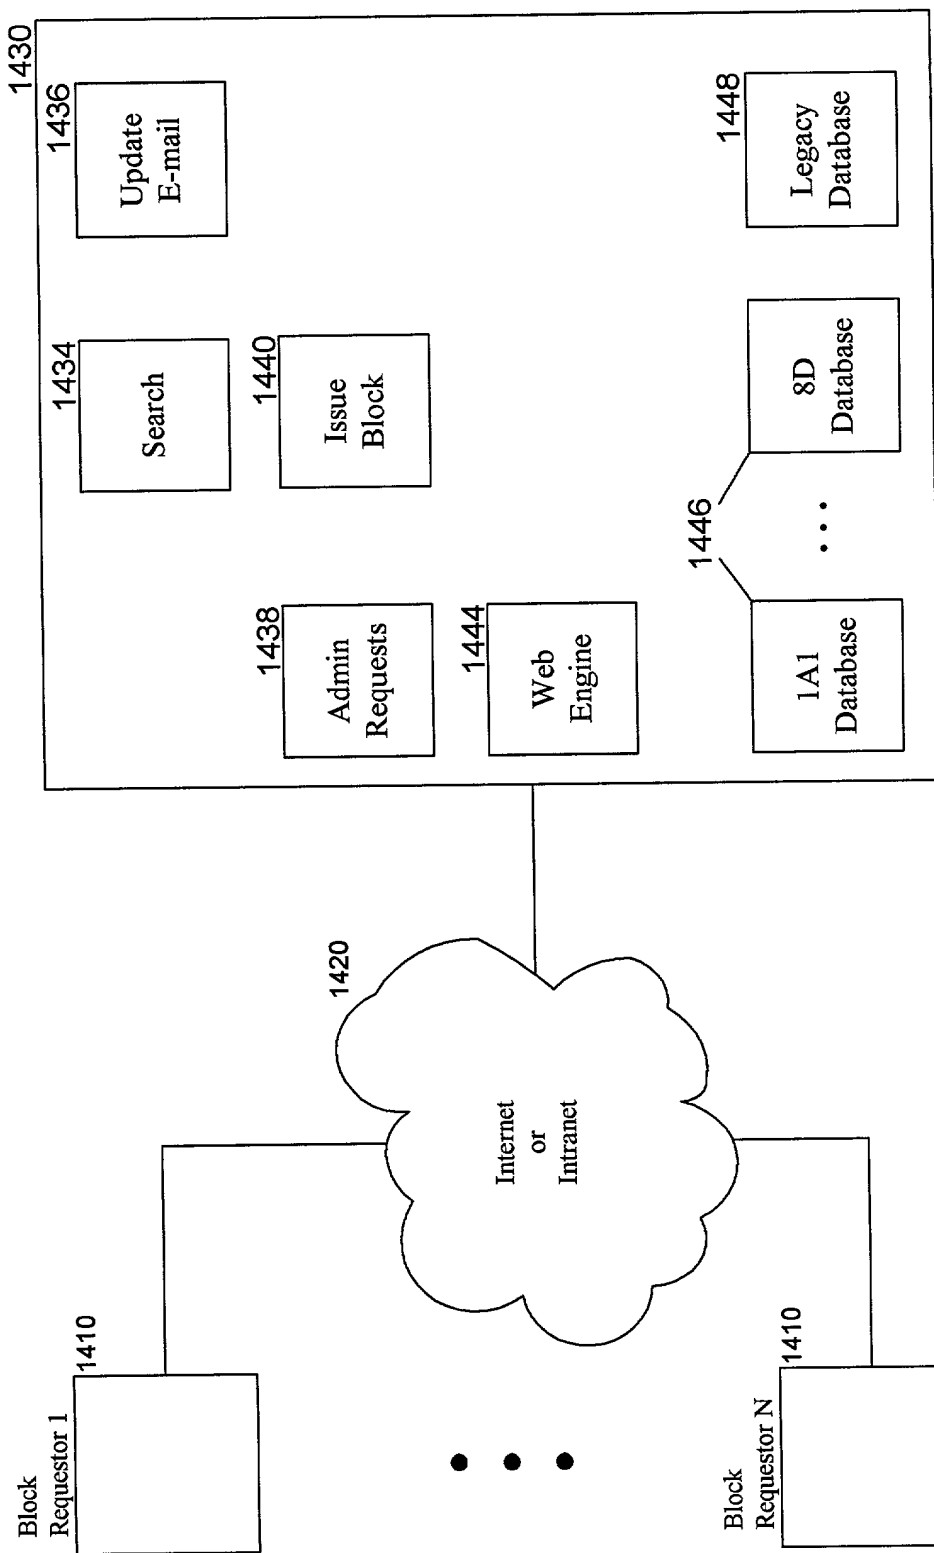 Block
Requestor 1
1410
Block
Requestor N
1410
1420
Internet
or
Intranet
1430
1434
Search
1436
Update
E-mail
1438
Admin
Requests
1440
Issue
Block
1444
Web
Engine
1446
1A1
Database
8D
Database
1448
Legacy
Database